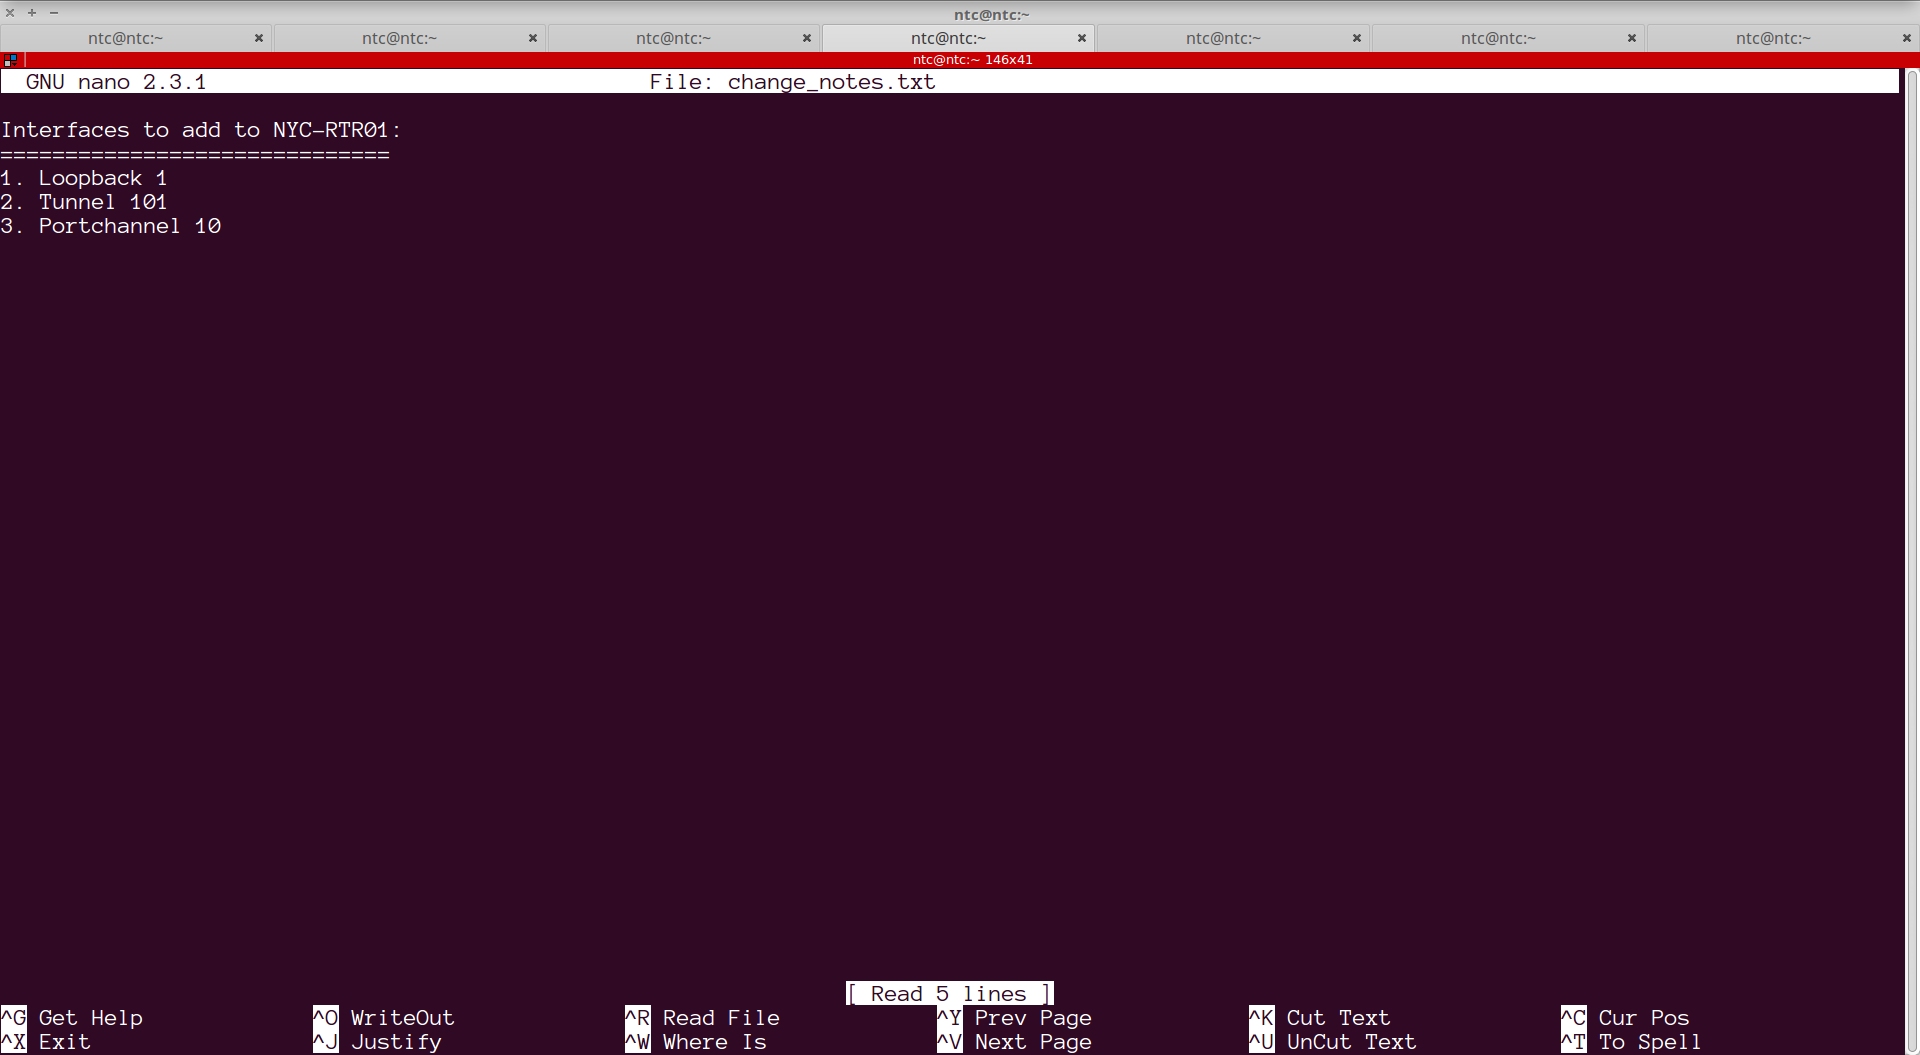 ntc@ntc:~
ntc@ntc:~ ntc@ntc:~ ntc@ntc:~ ntc@ntc:~ ntc@ntc:~ ntc@ntc:~ ntc@ntc:~
ntc@ntc:~ 146x41
GNU nano 2.3.1 File: change_notes.txt
Interfaces to add to NYC-RTR01:
==============================
1. Loopback 1
2. Tunnel 101
3. Portchannel 10
[ Read 5 lines ]
^G Get Help ^O WriteOut ^R Read File ^Y Prev Page ^K Cut Text ^C Cur Pos
^X Exit ^J Justify ^W Where Is ^V Next Page ^U UnCut Text ^T To Spell